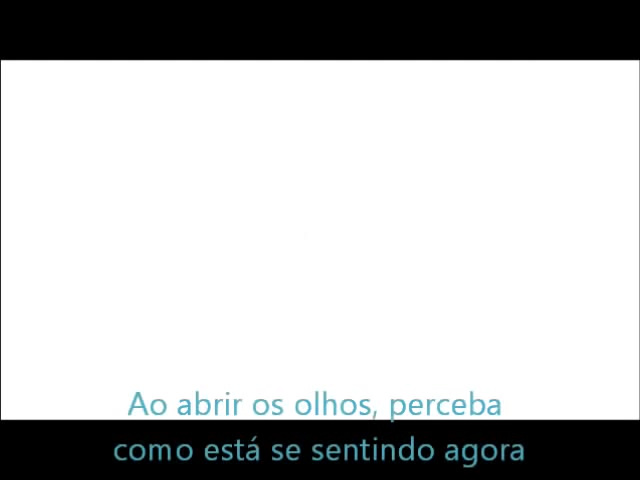 Ao abrir os olhos, perceba
como está se sentindo agora